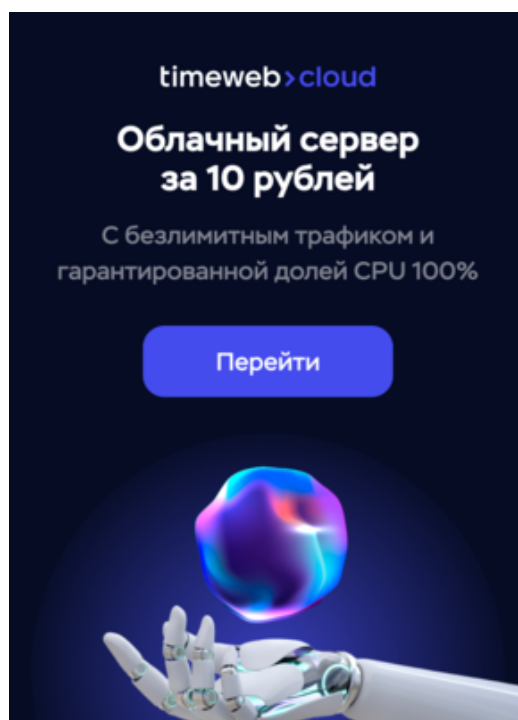 timeweb>cloud
Облачный сервер
за 10 рублей
С безлимитным трафиком и
гарантированной долей CPU 100%
Перейти